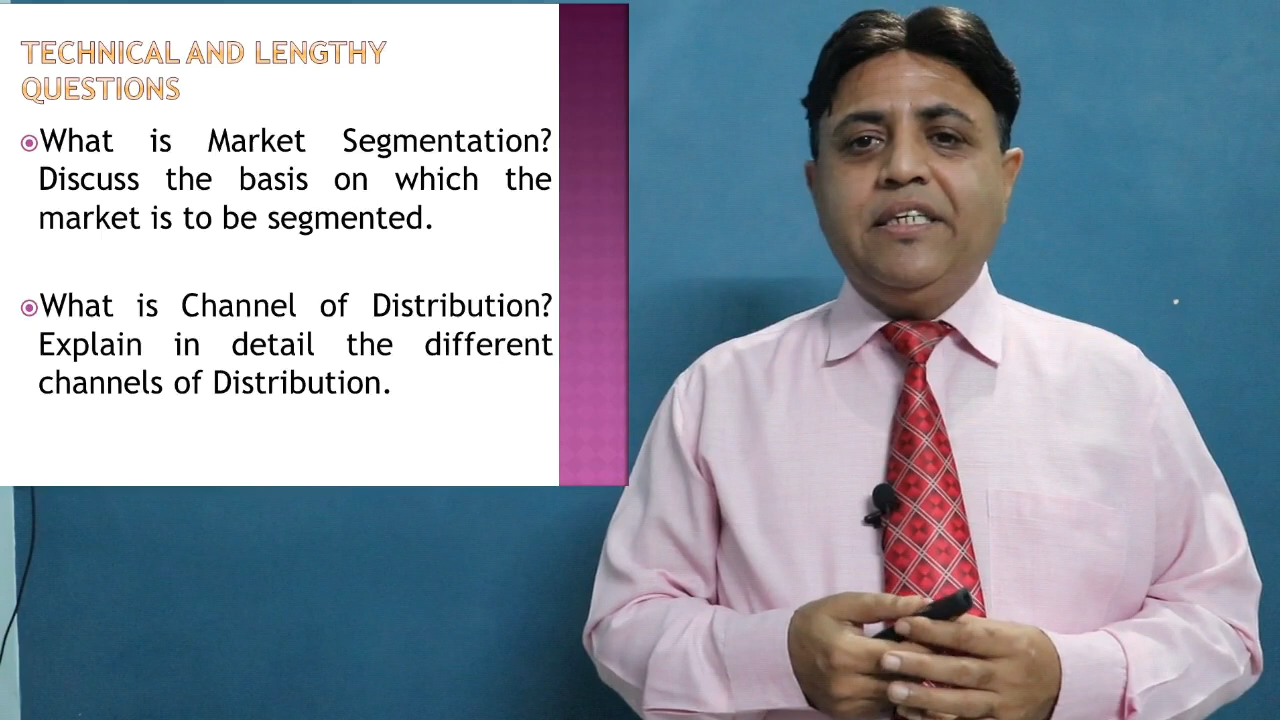 TECHNICAL AND LENGTHY
QUESTIONS
What is Market Segmentation?
Discuss the basis on which the
market is to be segmented.
What is Channel of Distribution?
Explain in detail the different
channels of Distribution.